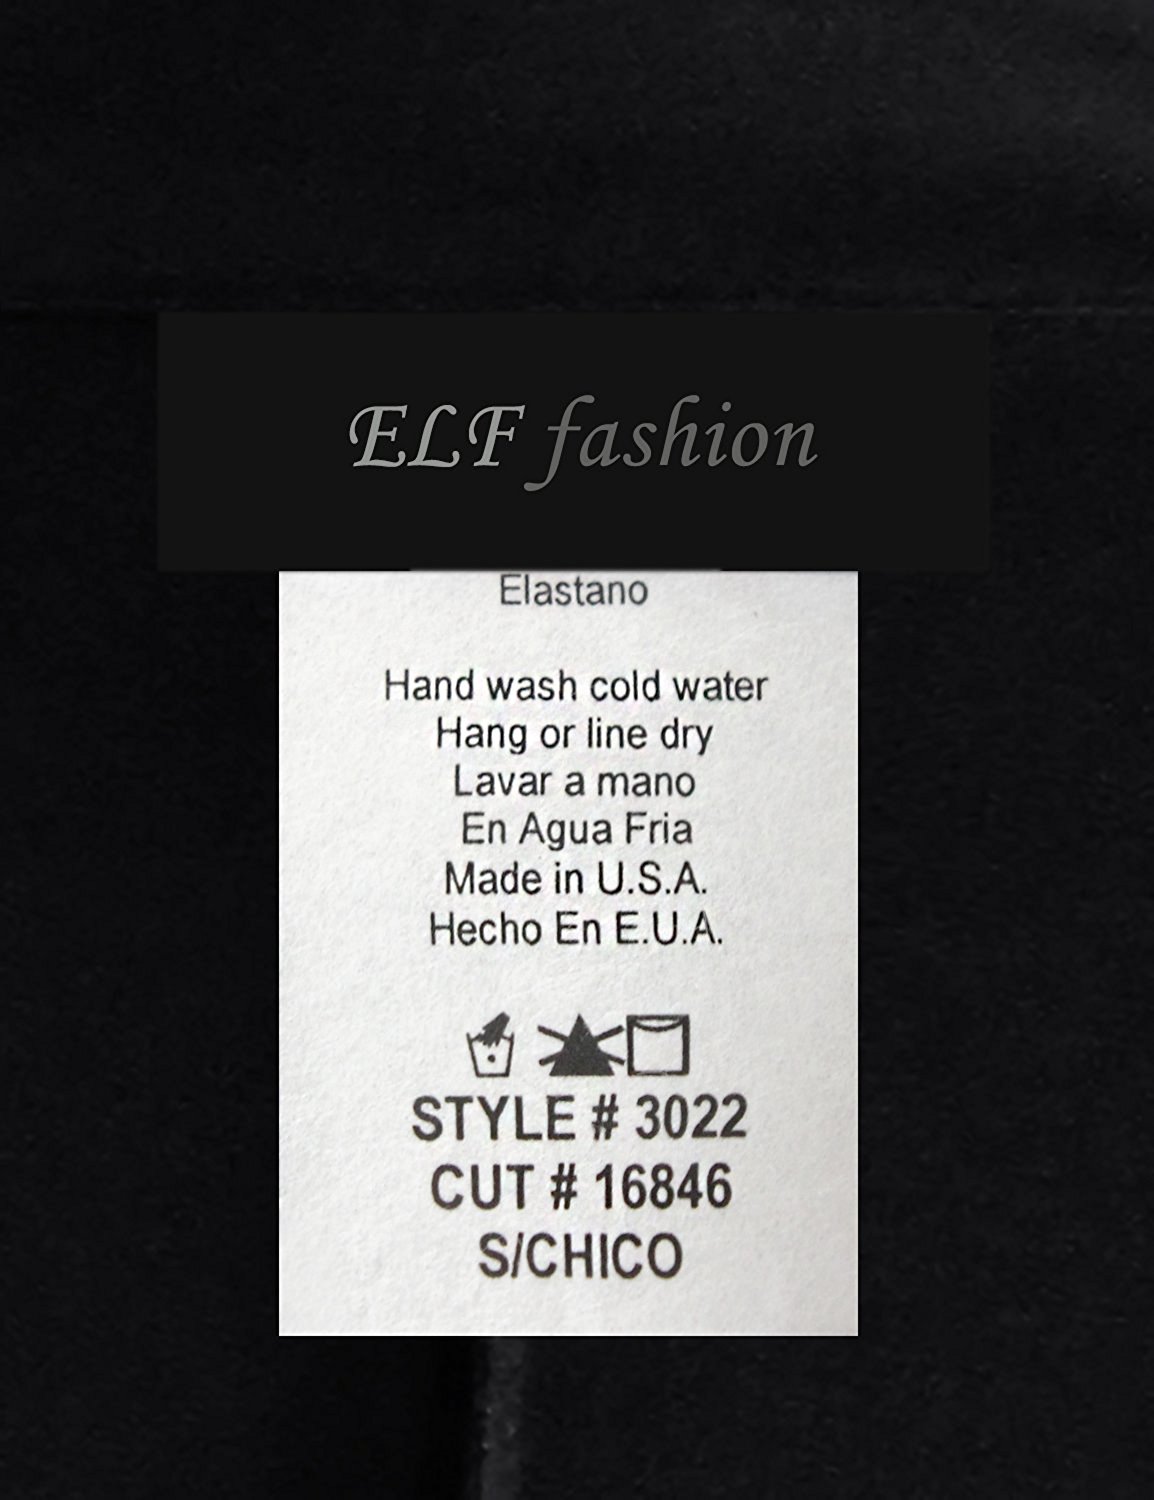 ELF fashion
Elastano
Hand wash cold water
Hang or line dry
Lavar a mano
En Agua Fria
Made in U.S.A.
Hecho En E.U.A.
STYLE # 3022
CUT # 16846
S/CHICO